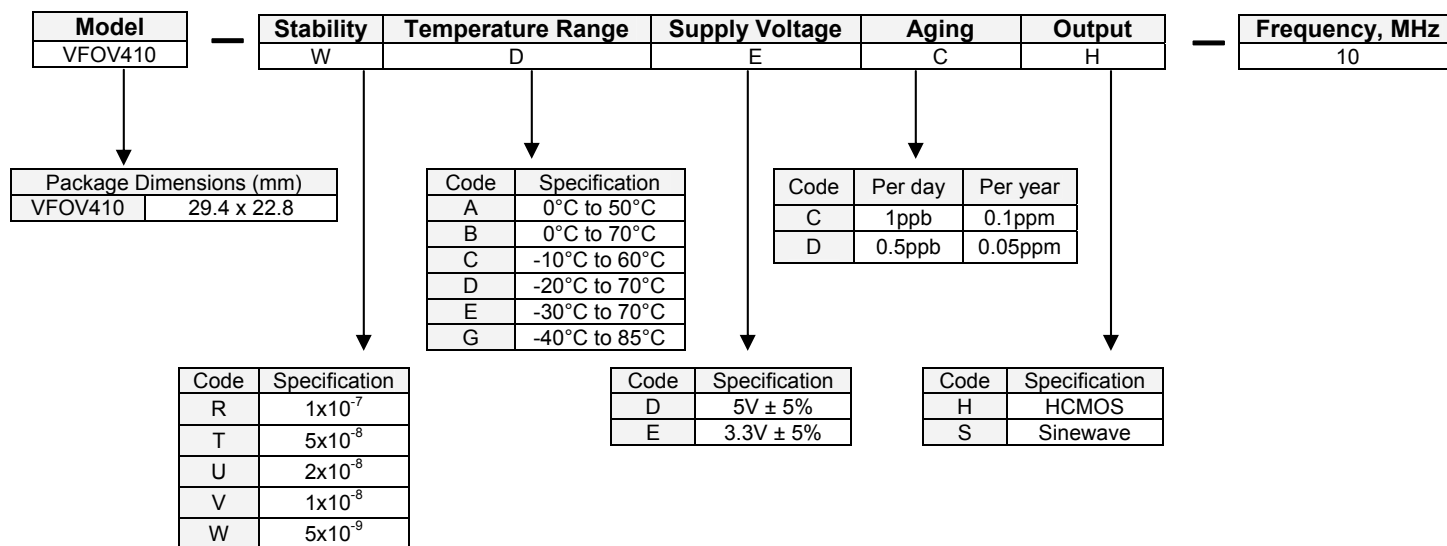 Model — Stability Temperature Range Supply Voltage Aging Output — Frequency, MHz
VFOV410 W D E C H 10
Package Dimensions (mm)
VFOV410 29.4 x 22.8
Code Specification
A 0°C to 50°C
B 0°C to 70°C
C -10°C to 60°C
D -20°C to 70°C
E -30°C to 70°C
G -40°C to 85°C
Code Per day Per year
C 1ppb 0.1ppm
D 0.5ppb 0.05ppm
Code Specification
R 1x10⁻⁷
T 5x10⁻⁸
U 2x10⁻⁸
V 1x10⁻⁸
W 5x10⁻⁹
Code Specification
D 5V ± 5%
E 3.3V ± 5%
Code Specification
H HCMOS
S Sinewave